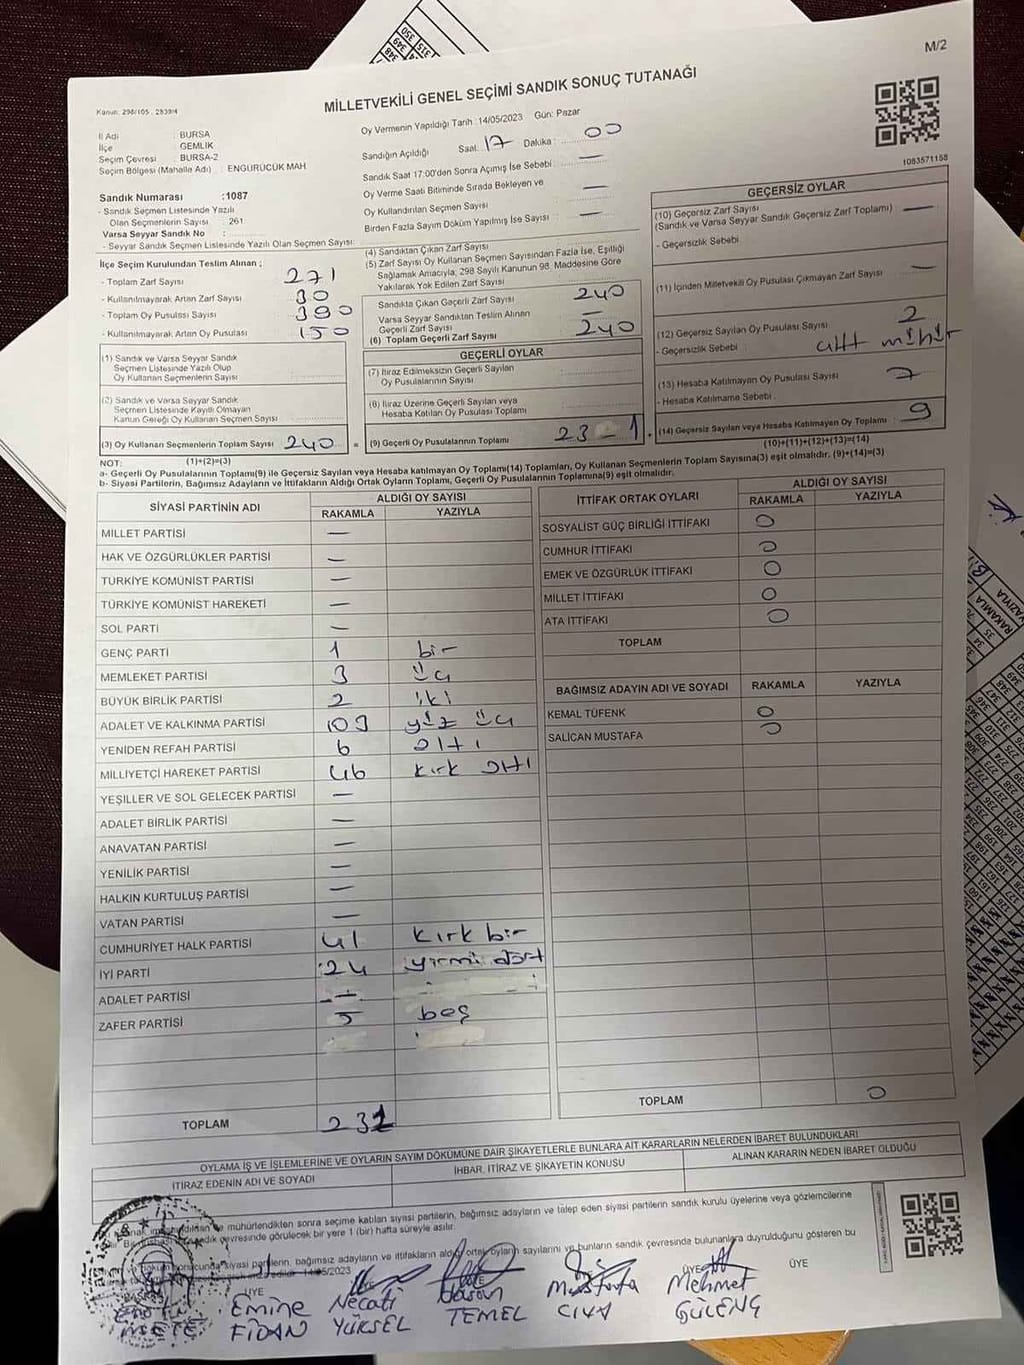 M/2
MİLLETVEKİLİ GENEL SEÇİMİ SANDIK SONUÇ TUTANAĞI
Kanun: 298/105 , 2839/4
İl Adı : BURSA
İlçe : GEMLİK
Seçim Çevresi : BURSA-2
Seçim Bölgesi (Mahalle Adı) : ENGÜRÜCÜK MAH
Oy Vermenin Yapıldığı Tarih : 14/05/2023 Gün: Pazar
Sandığın Açıldığı Saat: 17 Dakika : 00
Sandık Saat 17:00'den Sonra Açımış İse Sebebi : —
Oy Verme Saati Bitiminde Sırada Bekleyen ve
Oy Kullandırılan Seçmen Sayısı —
Birden Fazla Sayım Döküm Yapılmış İse Sayısı : —
1083571158
Sandık Numarası :1087
- Sandık Seçmen Listesinde Yazılı
Olan Seçmenlerin Sayısı : 261
Varsa Seyyar Sandık No :
- Seyyar Sandık Seçmen Listesinde Yazılı Olan Seçmen Sayısı:
İlçe Seçim Kurulundan Teslim Alınan ;
- Toplam Zarf Sayısı : 271
- Kullanılmayarak Artan Zarf Sayısı : 30
- Toplam Oy Pusulası Sayısı : 390
- Kullanılmayarak Artan Oy Pusulası : 150
(1) Sandık ve Varsa Seyyar Sandık
Seçmen Listesinde Yazılı Olup
Oy Kullanan Seçmenlerin Sayısı
(2) Sandık ve Varsa Seyyar Sandık
Seçmen Listesinde Kayıtlı Olmayan
Kanun Gereği Oy Kullanan Seçmen Sayısı
(3) Oy Kullanan Seçmenlerin Toplam Sayısı 240
(1)+(2)=(3)
(4) Sandıktan Çıkan Zarf Sayısı
(5) Zarf Sayısı Oy Kullanan Seçmen Sayısından Fazla İse, Eşitliği
Sağlamak Amacıyla, 298 Sayılı Kanunun 98. Maddesine Göre
Yakılarak Yok Edilen Zarf Sayısı
Sandıkta Çıkan Geçerli Zarf Sayısı 240
Varsa Seyyar Sandıktan Teslim Alınan
Geçerli Zarf Sayısı —
(6) Toplam Geçerli Zarf Sayısı 240
GEÇERLİ OYLAR
(7) İtiraz Edilmeksizin Geçerli Sayılan
Oy Pusulalarının Sayısı
(8) İtiraz Üzerine Geçerli Sayılan veya
Hesaba Katılan Oy Pusulası Toplamı
= (9) Geçerli Oy Pusulalarının Toplamı 231
GEÇERSİZ OYLAR
(10) Geçersiz Zarf Sayısı
(Sandık ve Varsa Seyyar Sandık Geçersiz Zarf Toplamı) —
- Geçersizlik Sebebi
(11) İçinden Milletvekili Oy Pusulası Çıkmayan Zarf Sayısı —
(12) Geçersiz Sayılan Oy Pusulası Sayısı 2
- Geçersizlik Sebebi : çift mühür
(13) Hesaba Katılmayan Oy Pusulası Sayısı 7
- Hesaba Katılmama Sebebi :
(14) Geçersiz Sayılan veya Hesaba Katılmayan Oy Toplamı : 9
(10)+(11)+(12)+(13)=(14)
NOT:
a- Geçerli Oy Pusulaları Toplamı(9) ile Geçersiz Sayılan veya Hesaba katılmayan Oy Toplamı(14) Toplamları, Oy Kullanan Seçmenlerin Toplam Sayısına(3) eşit olmalıdır. (9)+(14)=(3)
b- Siyasi Partilerin, Bağımsız Adayların ve İttifakların Aldığı Ortak Oyların Toplamı, Geçerli Oy Pusulalarının Toplamına(9) eşit olmalıdır.
SİYASİ PARTİNİN ADI ALDIĞI OY SAYISI
RAKAMLA YAZIYLA
MİLLET PARTİSİ —
HAK VE ÖZGÜRLÜKLER PARTİSİ —
TÜRKİYE KOMÜNİST PARTİSİ —
TÜRKİYE KOMÜNİST HAREKETİ —
SOL PARTİ —
GENÇ PARTİ 1 bir
MEMLEKET PARTİSİ 3 üç
BÜYÜK BİRLİK PARTİSİ 2 iki
ADALET VE KALKINMA PARTİSİ 103 yüz üç
YENİDEN REFAH PARTİSİ 6 altı
MİLLİYETÇİ HAREKET PARTİSİ 46 kırk altı
YEŞİLLER VE SOL GELECEK PARTİSİ —
ADALET BİRLİK PARTİSİ —
ANAVATAN PARTİSİ —
YENİLİK PARTİSİ —
HALKIN KURTULUŞ PARTİSİ —
VATAN PARTİSİ —
CUMHURİYET HALK PARTİSİ 41 kırk bir
İYİ PARTİ 24 yirmi dört
ADALET PARTİSİ —
ZAFER PARTİSİ 5 beş
TOPLAM 231
İTTİFAK ORTAK OYLARI ALDIĞI OY SAYISI
RAKAMLA YAZIYLA
SOSYALİST GÜÇ BİRLİĞİ İTTİFAKI 0
CUMHUR İTTİFAKI 0
EMEK VE ÖZGÜRLÜK İTTİFAKI 0
MİLLET İTTİFAKI 0
ATA İTTİFAKI 0
TOPLAM
BAĞIMSIZ ADAYIN ADI VE SOYADI RAKAMLA YAZIYLA
KEMAL TÜFENK 0
SALİCAN MUSTAFA 0
TOPLAM 0
OYLAMA İŞ VE İŞLEMLERİNE VE OYLARIN SAYIM DÖKÜMÜNE DAİR ŞİKAYETLERLE BUNLARA AİT KARARLARIN NELERDEN İBARET BULUNDUKLARI
İTİRAZ EDENİN ADI VE SOYADI İHBAR, İTİRAZ VE ŞİKAYETİN KONUSU ALINAN KARARIN NEDEN İBARET OLDUĞU
mühürlendikten sonra seçime katılan siyasi partilerin, bağımsız adayların ve talep eden siyasi partilerin sandık kurulu üyelerine veya gözlemcilerine
çevresinde görülecek bir yere 1 (bir) hafta süreyle asılır.
siyasi partilerin, bağımsız adayların ve ittifakların aldığı ortak oyların sayılarını ve bunların sandık çevresinde bulunanlara duyurulduğunu gösteren bu
14/05/2023
ÜYE ÜYE ÜYE ÜYE ÜYE
METE
Emine FİDAN
Necati YÜKSEL
Hasan TEMEL
Mustafa
Mehmet GÜLENÇ